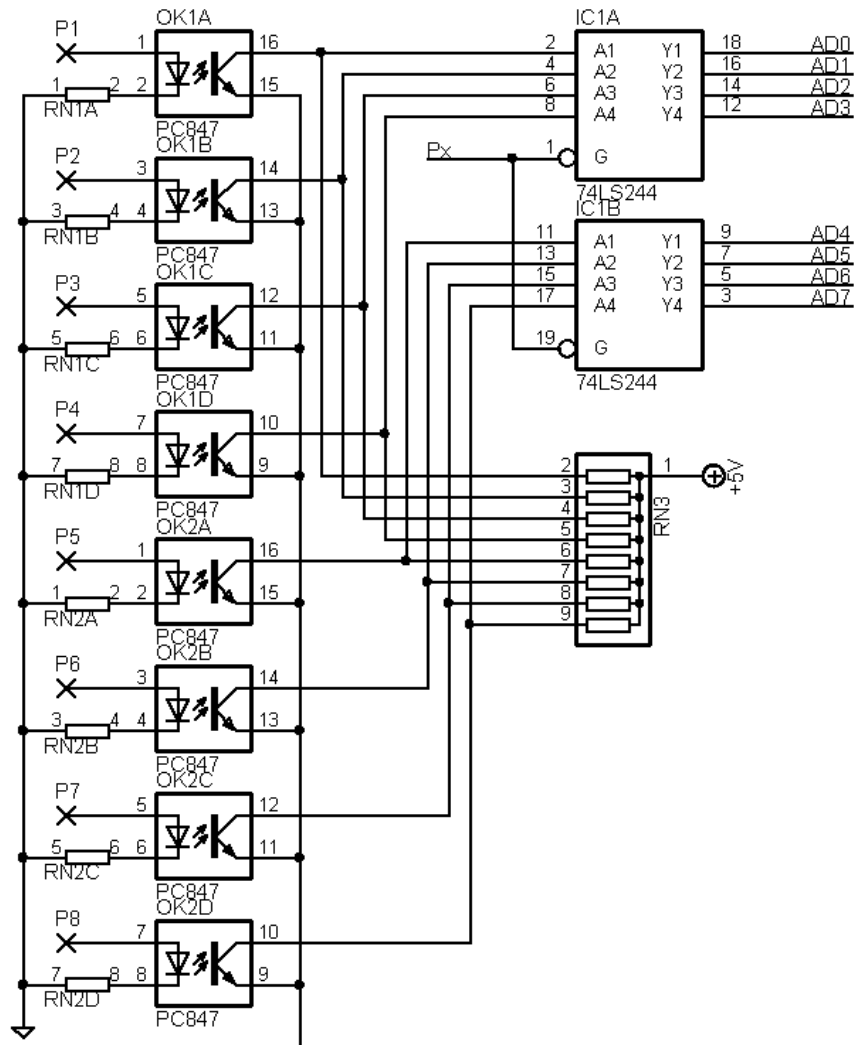 OK1A
P1
1 16
1 2 2 15
RN1A
PC847
OK1B
P2
3 14
3 4 4 13
RN1B
PC847
OK1C
P3
5 12
5 6 6 11
RN1C
PC847
OK1D
P4
7 10
7 8 8 9
RN1D
PC847
OK2A
P5
1 16
1 2 2 15
RN2A
PC847
OK2B
P6
3 14
3 4 4 13
RN2B
PC847
OK2C
P7
5 12
5 6 6 11
RN2C
PC847
OK2D
P8
7 10
7 8 8 9
RN2D
PC847
IC1A
2 A1 Y1 18 AD0
4 A2 Y2 16 AD1
6 A3 Y3 14 AD2
8 A4 Y4 12 AD3
Px 1 G
74LS244
IC1B
11 A1 Y1 9 AD4
13 A2 Y2 7 AD5
15 A3 Y3 5 AD6
17 A4 Y4 3 AD7
19 G
74LS244
2 1
3
4
5
6
7
8
9
RN3
+5V